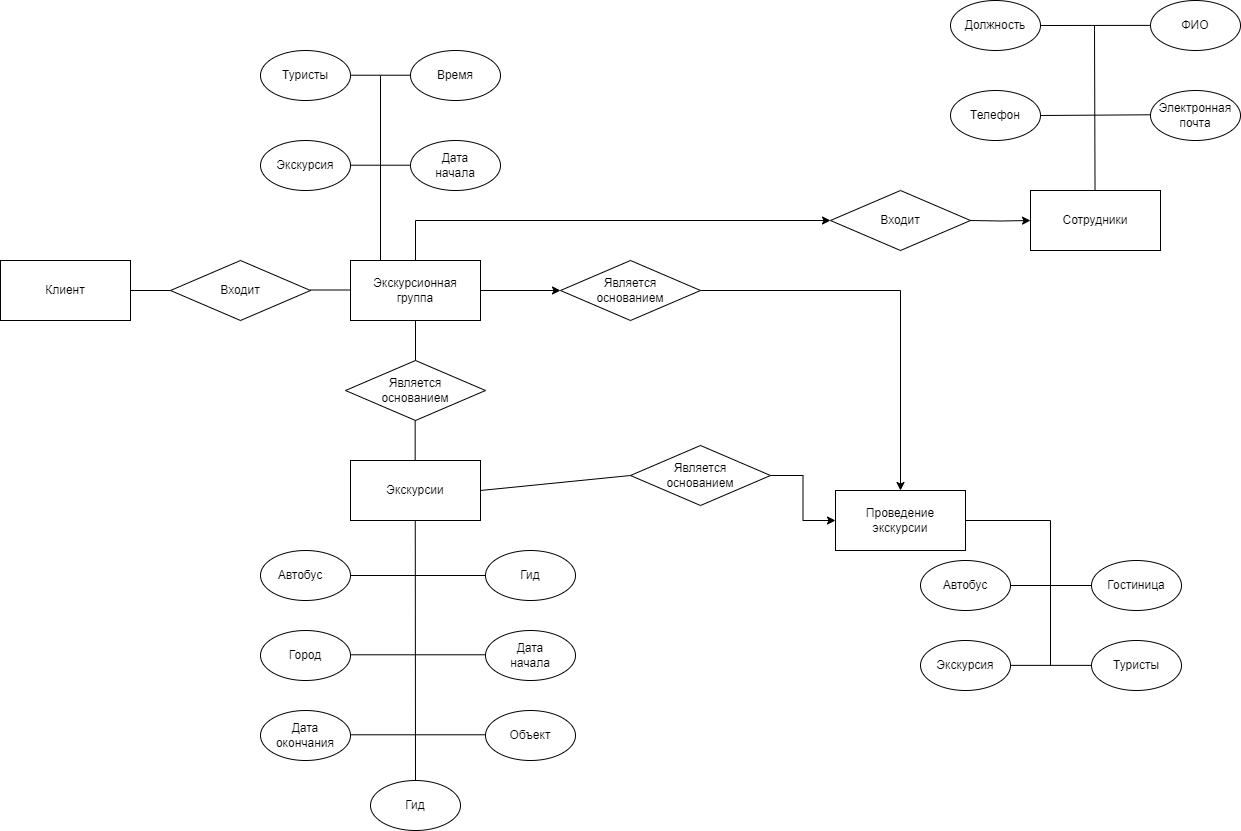 Должность
ФИО
Туристы
Время
Телефон
Электронная
почта
Экскурсия
Дата
начала
Входит
Сотрудники
Клиент
Входит
Экскурсионная
группа
Является
основанием
Является
основанием
Экскурсии
Является
основанием
Проведение
экскурсии
Автобус
Гид
Автобус
Гостиница
Город
Дата
начала
Экскурсия
Туристы
Дата
окончания
Объект
Гид